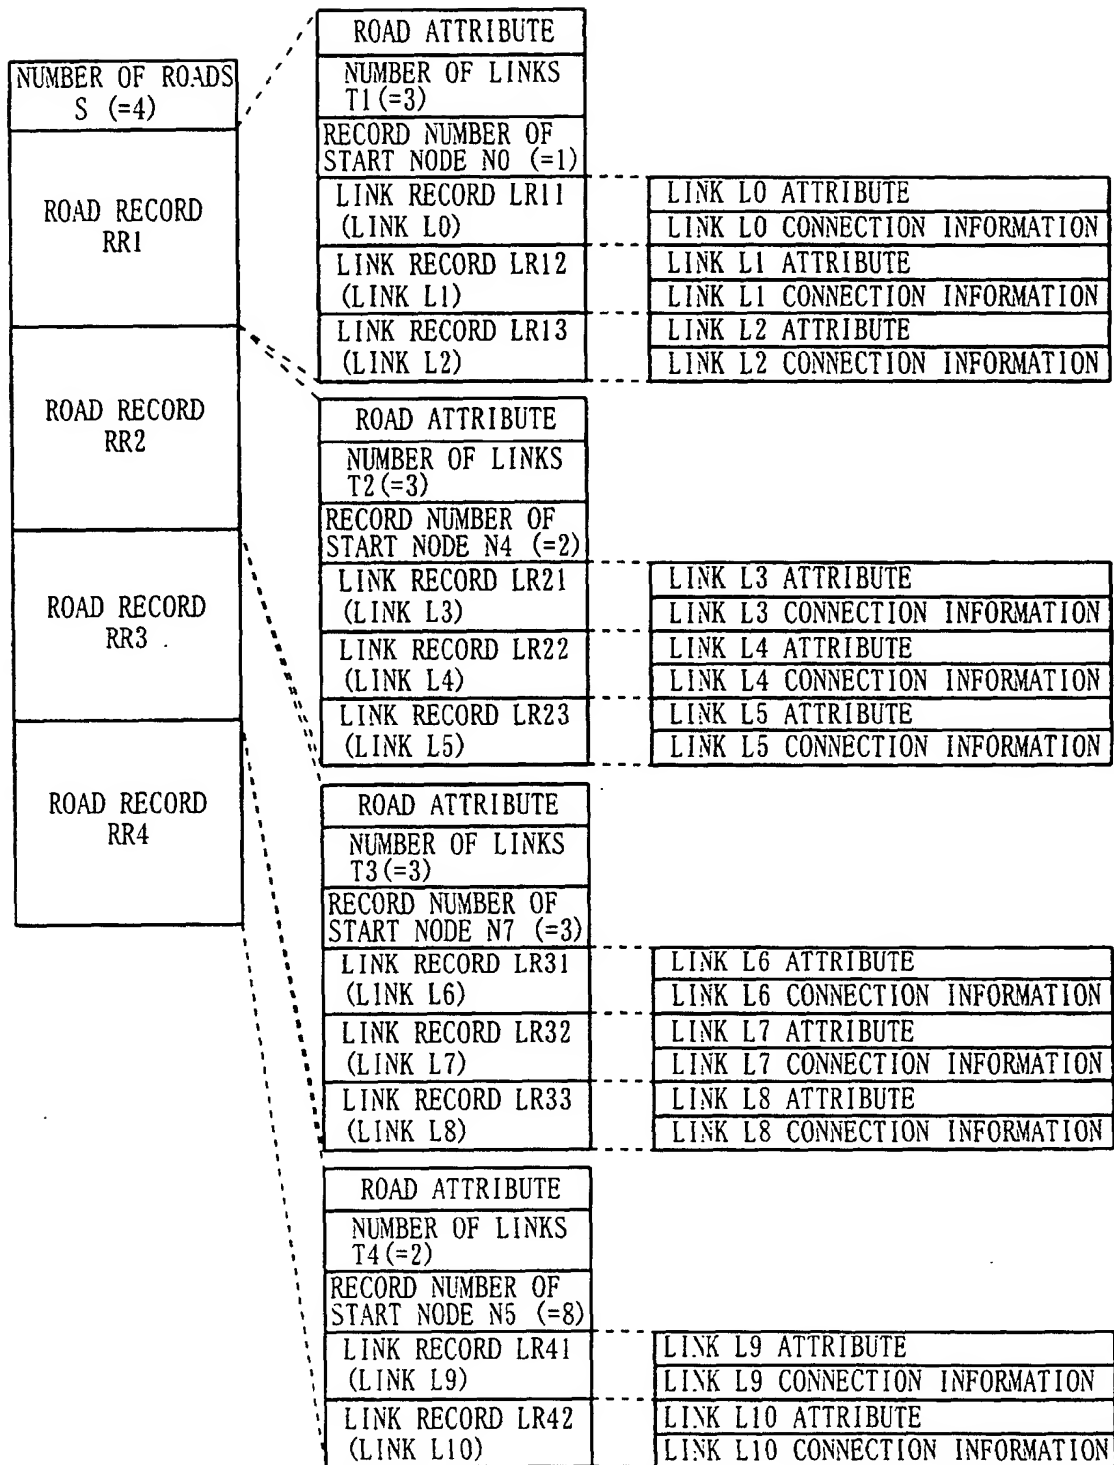 NUMBER OF ROADS
S (=4)
ROAD RECORD
RR1
ROAD RECORD
RR2
ROAD RECORD
RR3
ROAD RECORD
RR4
ROAD ATTRIBUTE
NUMBER OF LINKS
T1(=3)
RECORD NUMBER OF
START NODE N0 (=1)
LINK RECORD LR11
(LINK L0)
LINK RECORD LR12
(LINK L1)
LINK RECORD LR13
(LINK L2)
LINK L0 ATTRIBUTE
LINK L0 CONNECTION INFORMATION
LINK L1 ATTRIBUTE
LINK L1 CONNECTION INFORMATION
LINK L2 ATTRIBUTE
LINK L2 CONNECTION INFORMATION
ROAD ATTRIBUTE
NUMBER OF LINKS
T2(=3)
RECORD NUMBER OF
START NODE N4 (=2)
LINK RECORD LR21
(LINK L3)
LINK RECORD LR22
(LINK L4)
LINK RECORD LR23
(LINK L5)
LINK L3 ATTRIBUTE
LINK L3 CONNECTION INFORMATION
LINK L4 ATTRIBUTE
LINK L4 CONNECTION INFORMATION
LINK L5 ATTRIBUTE
LINK L5 CONNECTION INFORMATION
ROAD ATTRIBUTE
NUMBER OF LINKS
T3(=3)
RECORD NUMBER OF
START NODE N7 (=3)
LINK RECORD LR31
(LINK L6)
LINK RECORD LR32
(LINK L7)
LINK RECORD LR33
(LINK L8)
LINK L6 ATTRIBUTE
LINK L6 CONNECTION INFORMATION
LINK L7 ATTRIBUTE
LINK L7 CONNECTION INFORMATION
LINK L8 ATTRIBUTE
LINK L8 CONNECTION INFORMATION
ROAD ATTRIBUTE
NUMBER OF LINKS
T4(=2)
RECORD NUMBER OF
START NODE N5 (=8)
LINK RECORD LR41
(LINK L9)
LINK RECORD LR42
(LINK L10)
LINK L9 ATTRIBUTE
LINK L9 CONNECTION INFORMATION
LINK L10 ATTRIBUTE
LINK L10 CONNECTION INFORMATION